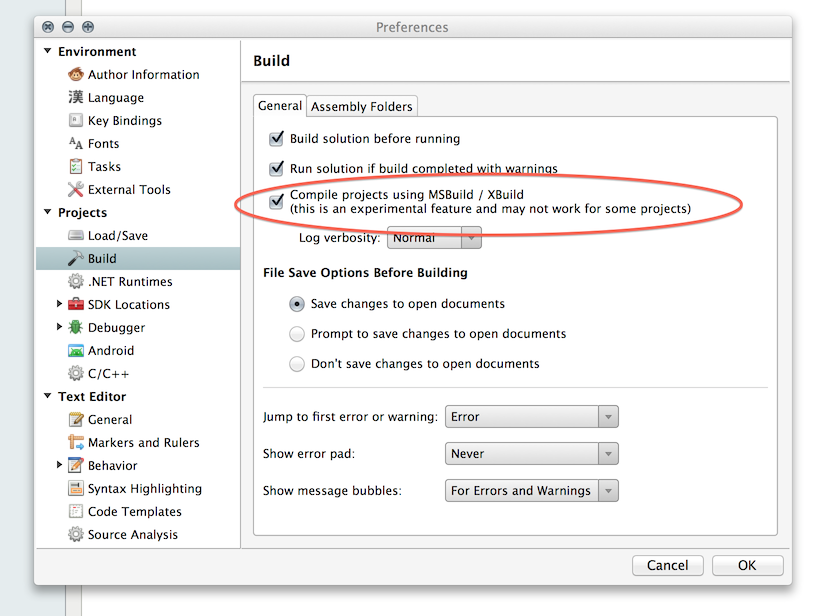 Preferences
Environment
Author Information
漢 Language
Key Bindings
AA Fonts
Tasks
External Tools
Projects
Load/Save
Build
.NET Runtimes
SDK Locations
Debugger
Android
C/C++
Text Editor
General
Markers and Rulers
Behavior
Syntax Highlighting
Code Templates
Source Analysis
Build
General Assembly Folders
Build solution before running
Run solution if build completed with warnings
Compile projects using MSBuild / XBuild
(this is an experimental feature and may not work for some projects)
Log verbosity: Normal
File Save Options Before Building
Save changes to open documents
Prompt to save changes to open documents
Don't save changes to open documents
Jump to first error or warning: Error
Show error pad: Never
Show message bubbles: For Errors and Warnings
Cancel OK